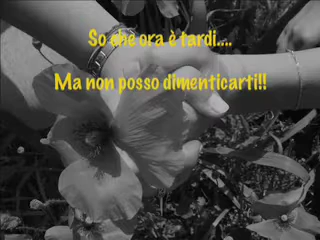 So che ora è tardi....
Ma non posso dimenticarti!!